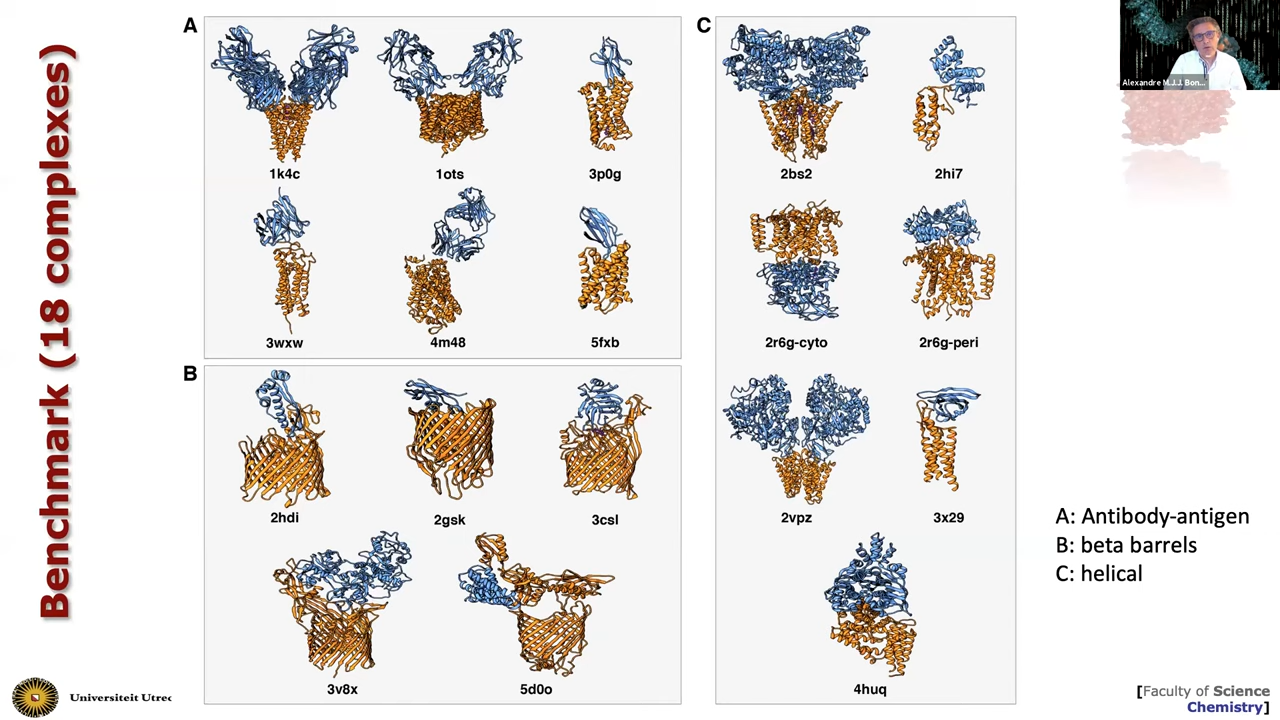 Benchmark (18 complexes)
A
1k4c
1ots
3p0g
3wxw
4m48
5fxb
B
2hdi
2gsk
3csl
3v8x
5d0o
C
2bs2
2hi7
2r6g-cyto
2r6g-peri
2vpz
3x29
4huq
Alexandre M.J.J. Bon...
A: Antibody-antigen
B: beta barrels
C: helical
Universiteit Utrec
[Faculty of Science
Chemistry]